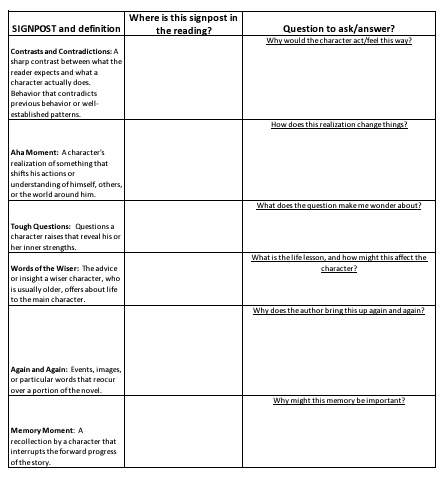 SIGNPOST and definition
Where is this signpost in
the reading?
Question to ask/answer?
Contrasts and Contradictions: A
sharp contrast between what the
reader expects and what a
character actually does.
Behavior that contradicts
previous behavior or well-
established patterns.
Why would the character act/feel this way?
Aha Moment: A character's
realization of something that
shifts his actions or
understanding of himself, others,
or the world around him.
How does this realization change things?
Tough Questions: Questions a
character raises that reveal his or
her inner strengths.
What does the question make me wonder about?
Words of the Wiser: The advice
or insight a wiser character, who
is usually older, offers about life
to the main character.
What is the life lesson, and how might this affect the
character?
Again and Again: Events, images,
or particular words that reocur
over a portion of the novel.
Why does the author bring this up again and again?
Memory Moment: A
recollection by a character that
interrupts the forward progress
of the story.
Why might this memory be important?